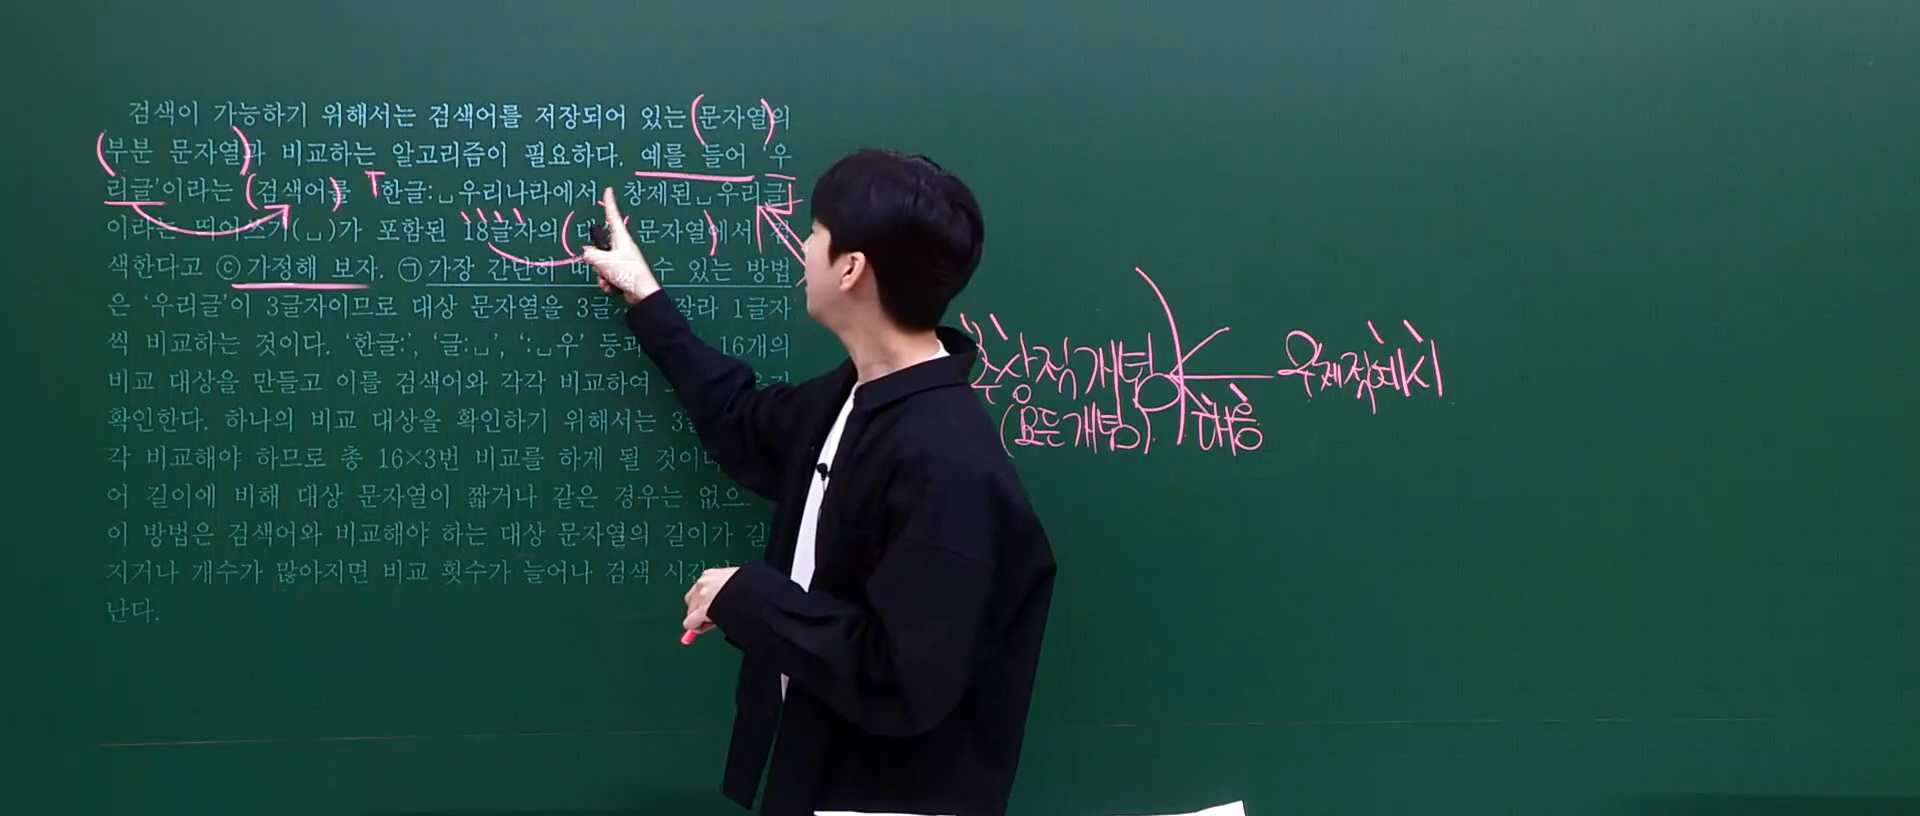 검색이 가능하기 위해서는 검색어를 저장되어 있는 (문자열)의
(부분 문자열)과 비교하는 알고리즘이 필요하다. 예를 들어 ‘우
리글’이라는 (검색어를) 한글:␣우리나라에서 창제된␣우리글
이라는 띄어쓰기(␣)가 포함된 18글자의 (대상 문자열)에서 검
색한다고 ⓒ가정해 보자. ㉠가장 간단히 수 있는 방법
은 ‘우리글’이 3글자이므로 대상 문자열을 3글자 잘라 1글자
씩 비교하는 것이다. ‘한글:’, ‘글:␣’, ‘:␣우’ 등과 16개의
비교 대상을 만들고 이를 검색어와 각각 비교하여
확인한다. 하나의 비교 대상을 확인하기 위해서는
각 비교해야 하므로 총 16×3번 비교를 하게 될 것이다
어 길이에 비해 대상 문자열이 짧거나 같은 경우는 없으
이 방법은 검색어와 비교해야 하는 대상 문자열의 길이가
지거나 개수가 많아지면 비교 횟수가 늘어나 검색 시간
난다.
추상적 개념
(모든 개념)
대응
구체적 예시